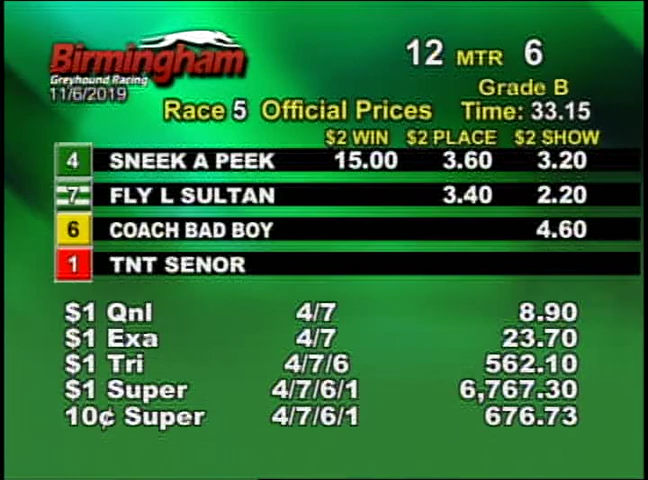 Birmingham
Greyhound Racing
11/6/2019
12 MTR 6
Grade B
Race 5 Official Prices Time: 33.15
$2 WIN $2 PLACE $2 SHOW
4 SNEEK A PEEK 15.00 3.60 3.20
7 FLY L SULTAN 3.40 2.20
6 COACH BAD BOY 4.60
1 TNT SENOR
$1 Qnl 4/7 8.90
$1 Exa 4/7 23.70
$1 Tri 4/7/6 562.10
$1 Super 4/7/6/1 6,767.30
10¢ Super 4/7/6/1 676.73